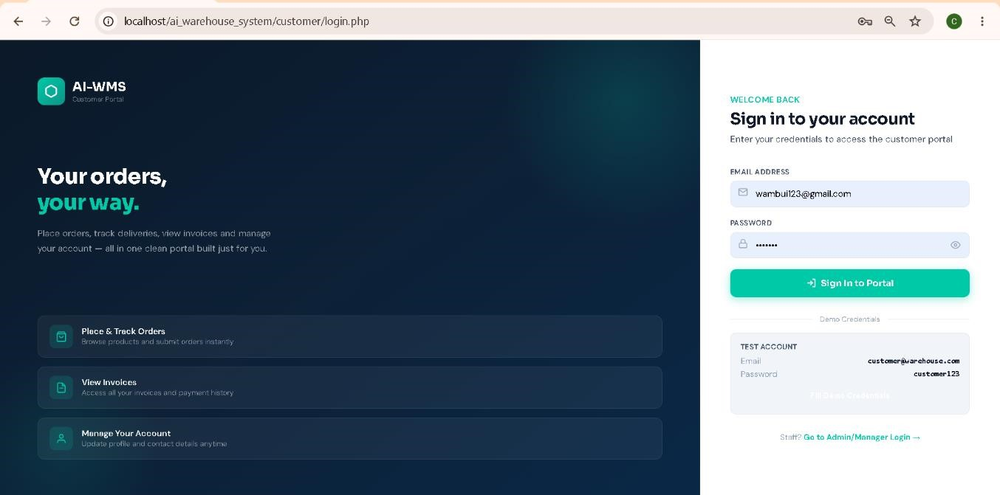 localhost/ai_warehouse_system/customer/login.php
C
AI-WMS
Customer Portal
Your orders,
your way.
Place orders, track deliveries, view invoices and manage
your account — all in one clean portal built just for you.
Place & Track Orders
Browse products and submit orders instantly
View Invoices
Access all your invoices and payment history
Manage Your Account
Update profile and contact details anytime
WELCOME BACK
Sign in to your account
Enter your credentials to access the customer portal
EMAIL ADDRESS
wambui123@gmail.com
PASSWORD
•••••••
Sign In to Portal
Demo Credentials
TEST ACCOUNT
Email customer@warehouse.com
Password customer123
Fill Demo Credentials
Staff? Go to Admin/Manager Login →